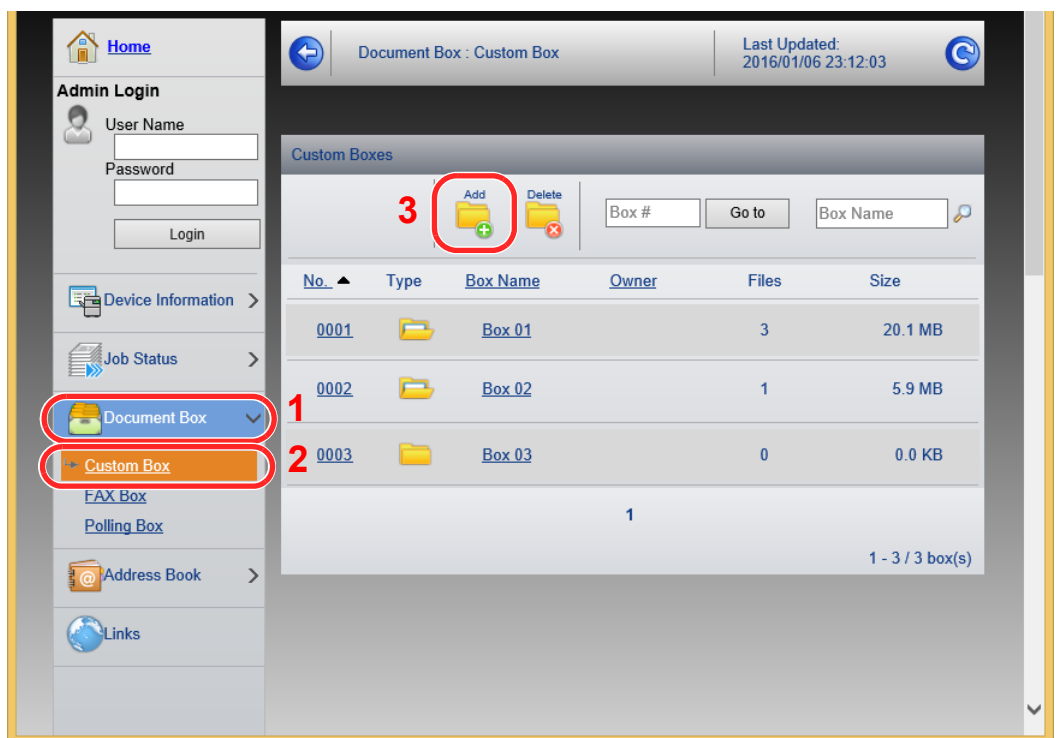 Home
Document Box : Custom Box
Last Updated:
2016/01/06 23:12:03
Admin Login
User Name
Password
Login
Device Information
Job Status
Document Box
1
Custom Box
2
FAX Box
Polling Box
Address Book
Links
Custom Boxes
3
Add
Delete
Box #
Go to
Box Name
No. Type Box Name Owner Files Size
0001 Box 01 3 20.1 MB
0002 Box 02 1 5.9 MB
0003 Box 03 0 0.0 KB
1
1 - 3 / 3 box(s)